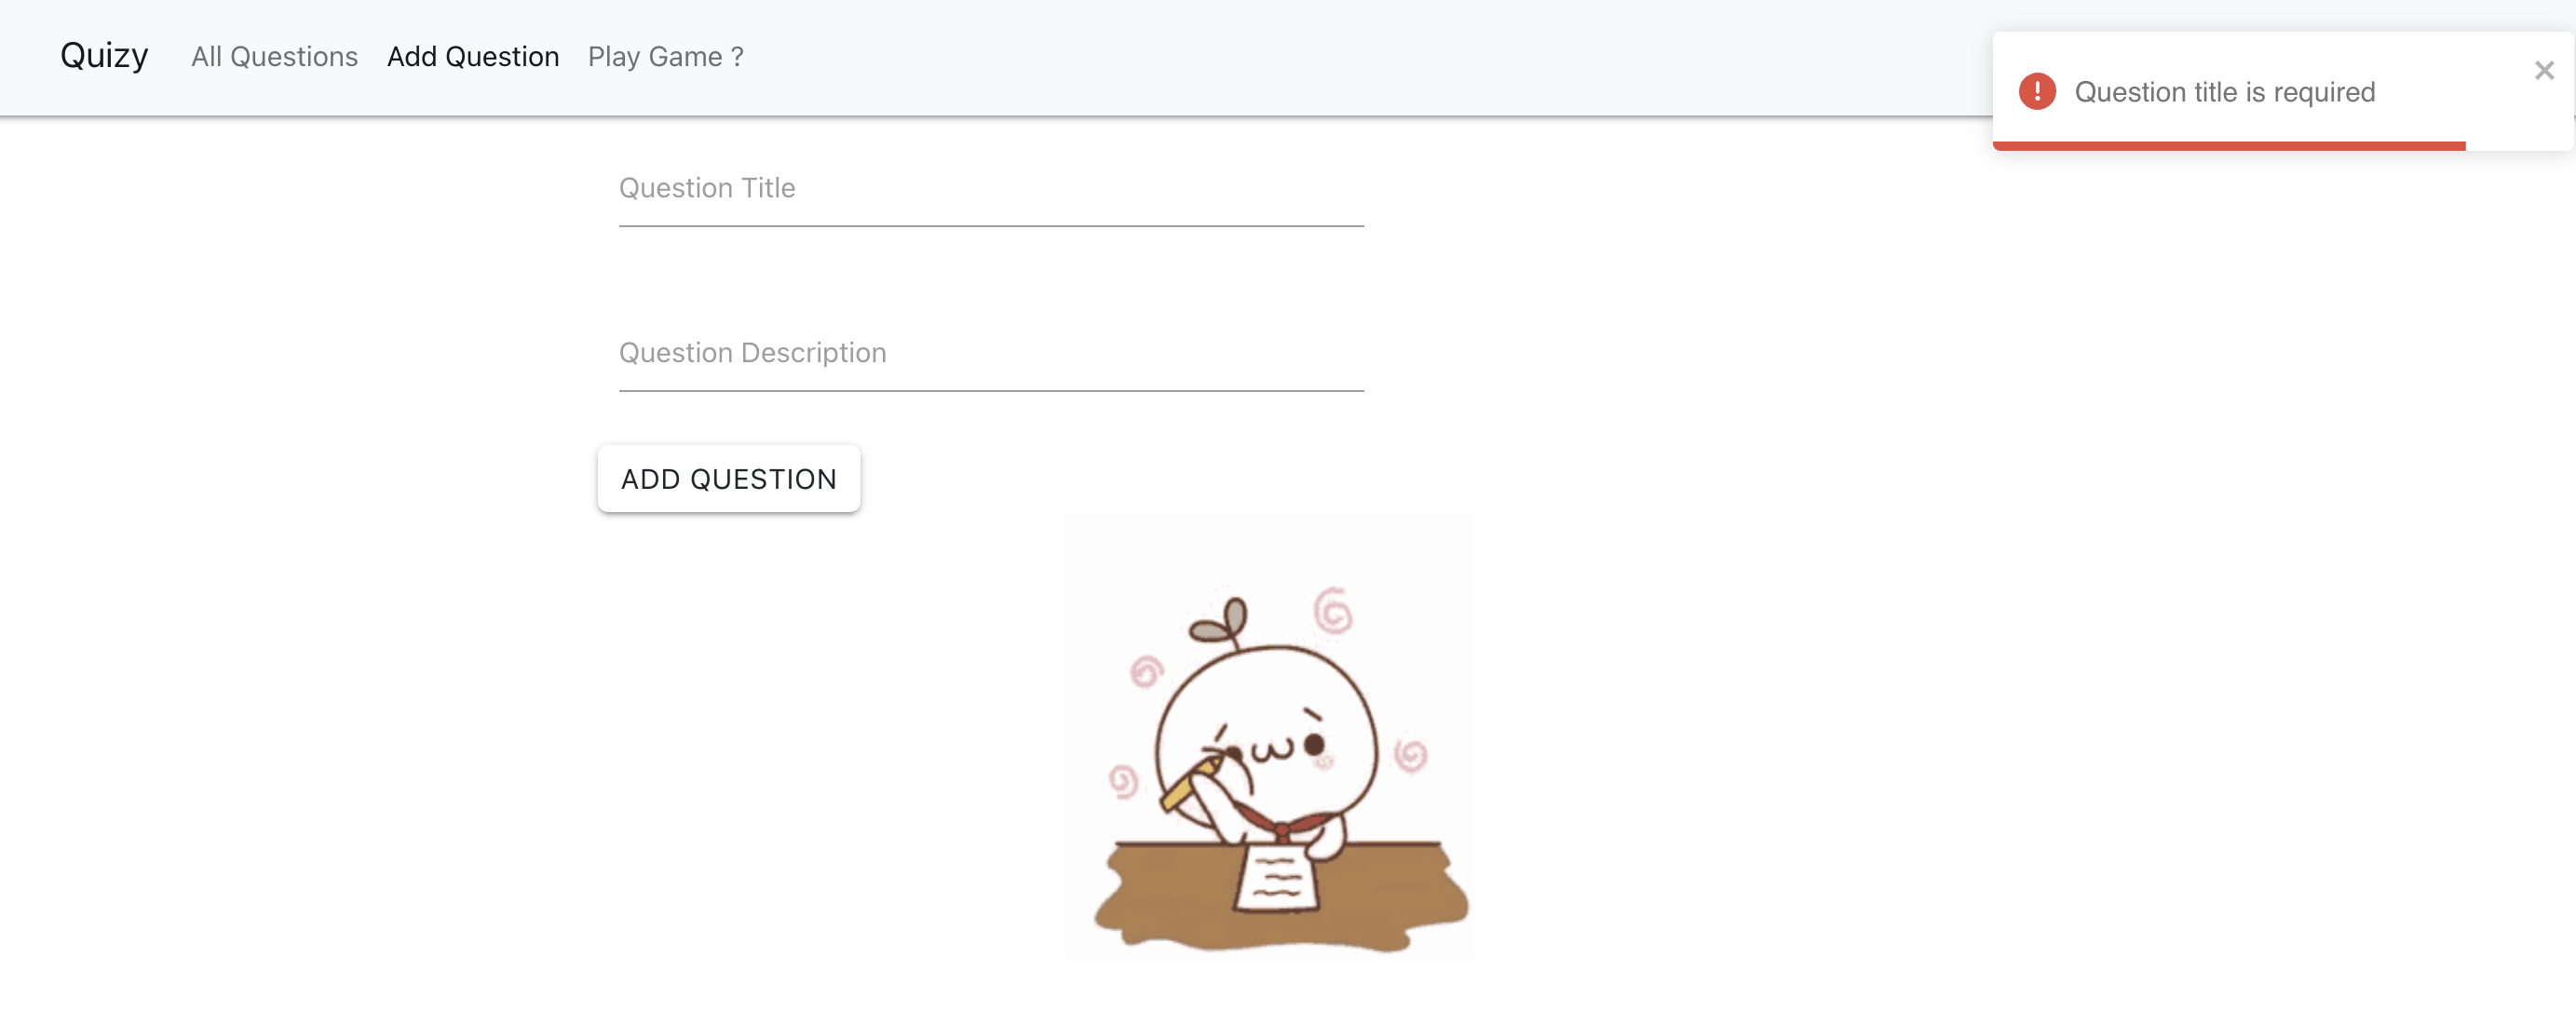 Quizy All Questions Add Question Play Game ?
Question title is required
Question Title
Question Description
ADD QUESTION